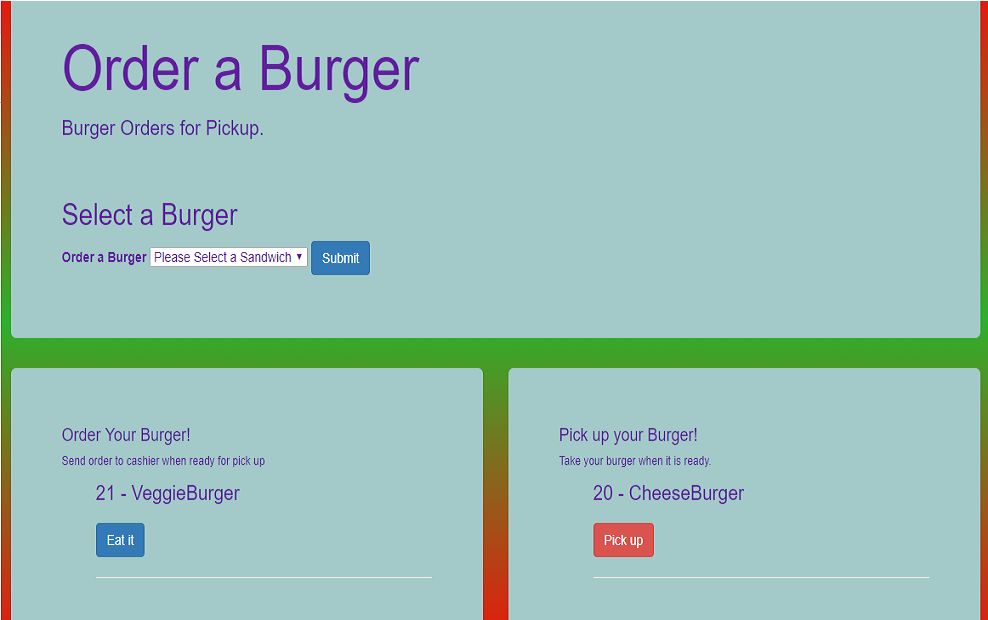 Order a Burger
Burger Orders for Pickup.
Select a Burger
Order a Burger Please Select a Sandwich Submit
Order Your Burger!
Send order to cashier when ready for pick up
21 - VeggieBurger
Eat it
Pick up your Burger!
Take your burger when it is ready.
20 - CheeseBurger
Pick up